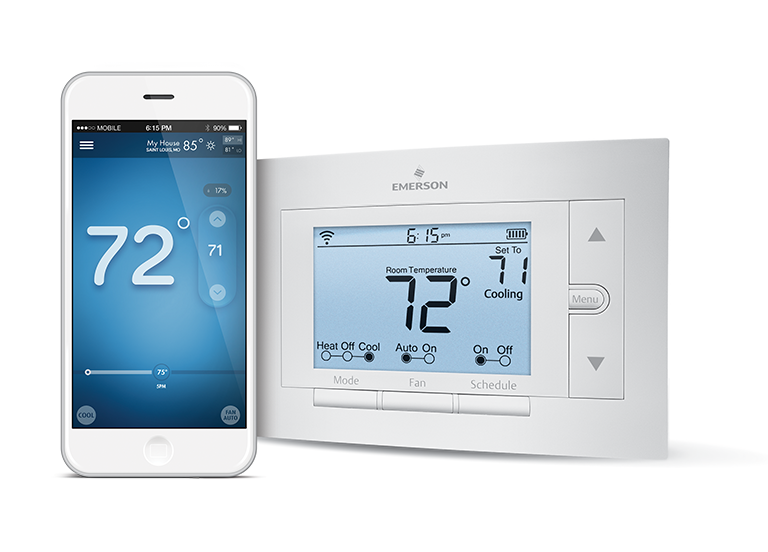 MOBILE 6:15 PM 90%
My House
SAINT LOUIS, MO
85°
89°
81°
17%
72°
71
75°
5PM
COOL
FAN
AUTO
EMERSON
6:15 pm
Set To
71
Cooling
Room Temperature
72°
Heat Off Cool
Auto On
On Off
Mode
Fan
Schedule
Menu